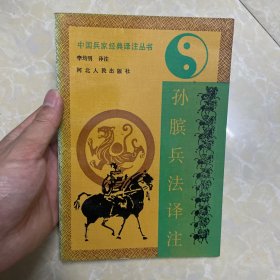 中国兵家经典译注丛书
李均明 译注
河北人民出版社
孙膑兵法译注